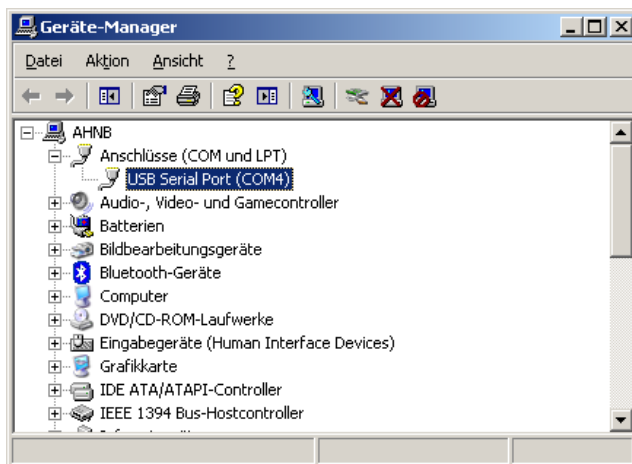 Geräte-Manager
Datei Aktion Ansicht ?
AHNB
Anschlüsse (COM und LPT)
USB Serial Port (COM4)
Audio-, Video- und Gamecontroller
Batterien
Bildbearbeitungsgeräte
Bluetooth-Geräte
Computer
DVD/CD-ROM-Laufwerke
Eingabegeräte (Human Interface Devices)
Grafikkarte
IDE ATA/ATAPI-Controller
IEEE 1394 Bus-Hostcontroller